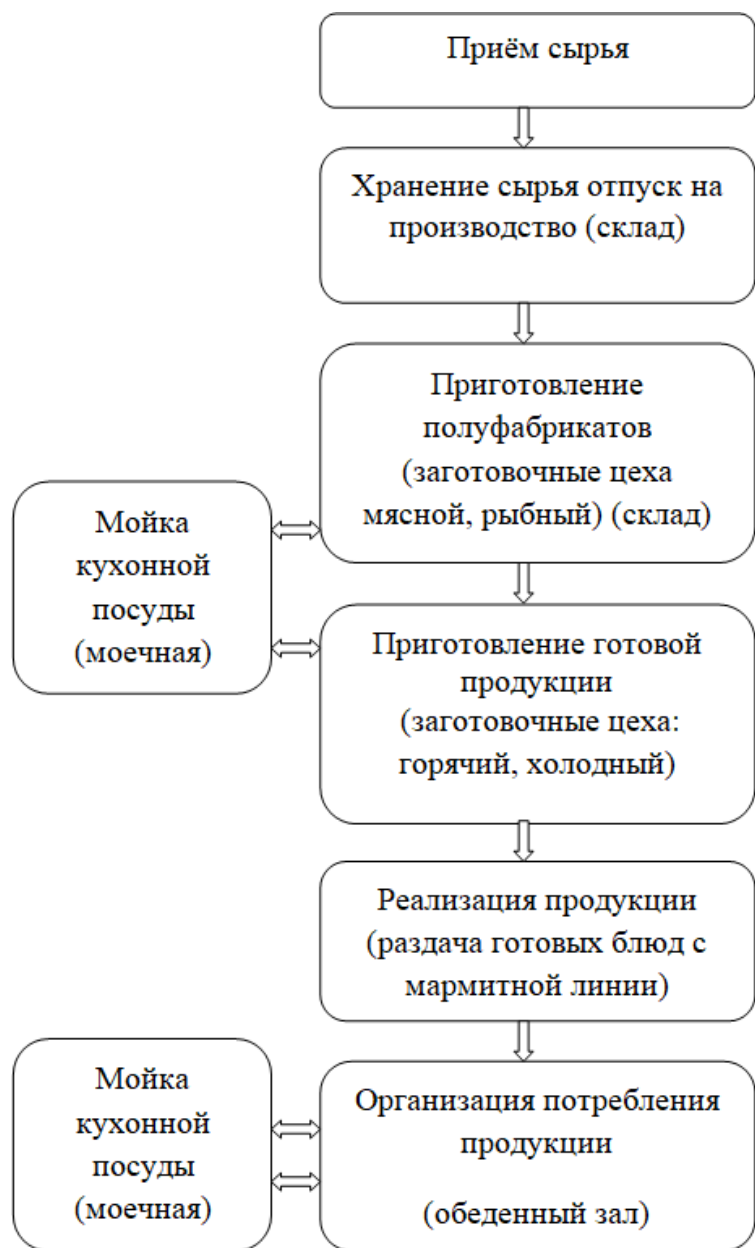 Приём сырья
Хранение сырья отпуск на
производство (склад)
Приготовление
полуфабрикатов
(заготовочные цеха
мясной, рыбный) (склад)
Мойка
кухонной
посуды
(моечная)
Приготовление готовой
продукции
(заготовочные цеха:
горячий, холодный)
Реализация продукции
(раздача готовых блюд с
мармитной линии)
Мойка
кухонной
посуды
(моечная)
Организация потребления
продукции
(обеденный зал)